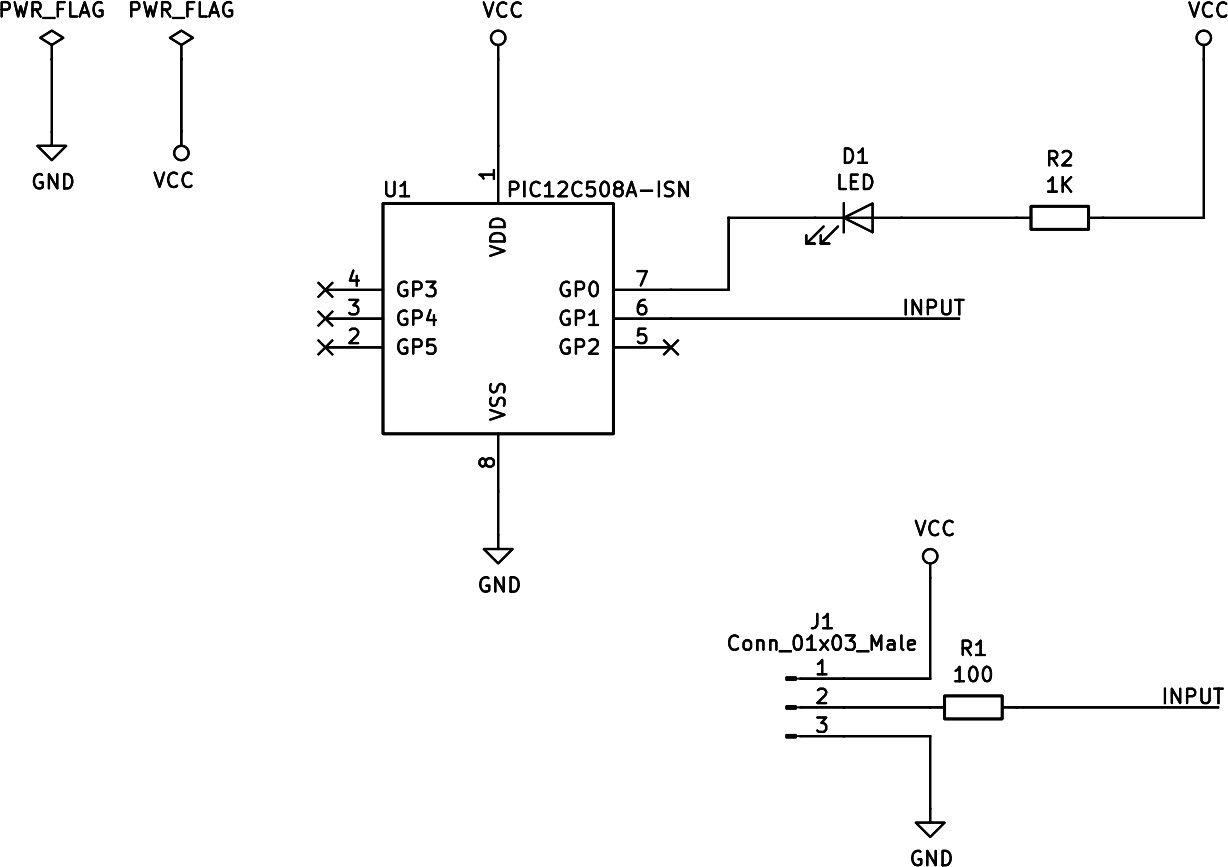 PWR_FLAG
PWR_FLAG
VCC
VCC
GND
VCC
U1
1
PIC12C508A-ISN
VDD
D1
LED
R2
1K
4
GP3
GP0
7
3
GP4
GP1
6
INPUT
2
GP5
GP2
5
VSS
8
GND
VCC
J1
Conn_01x03_Male
1
R1
100
2
INPUT
3
GND